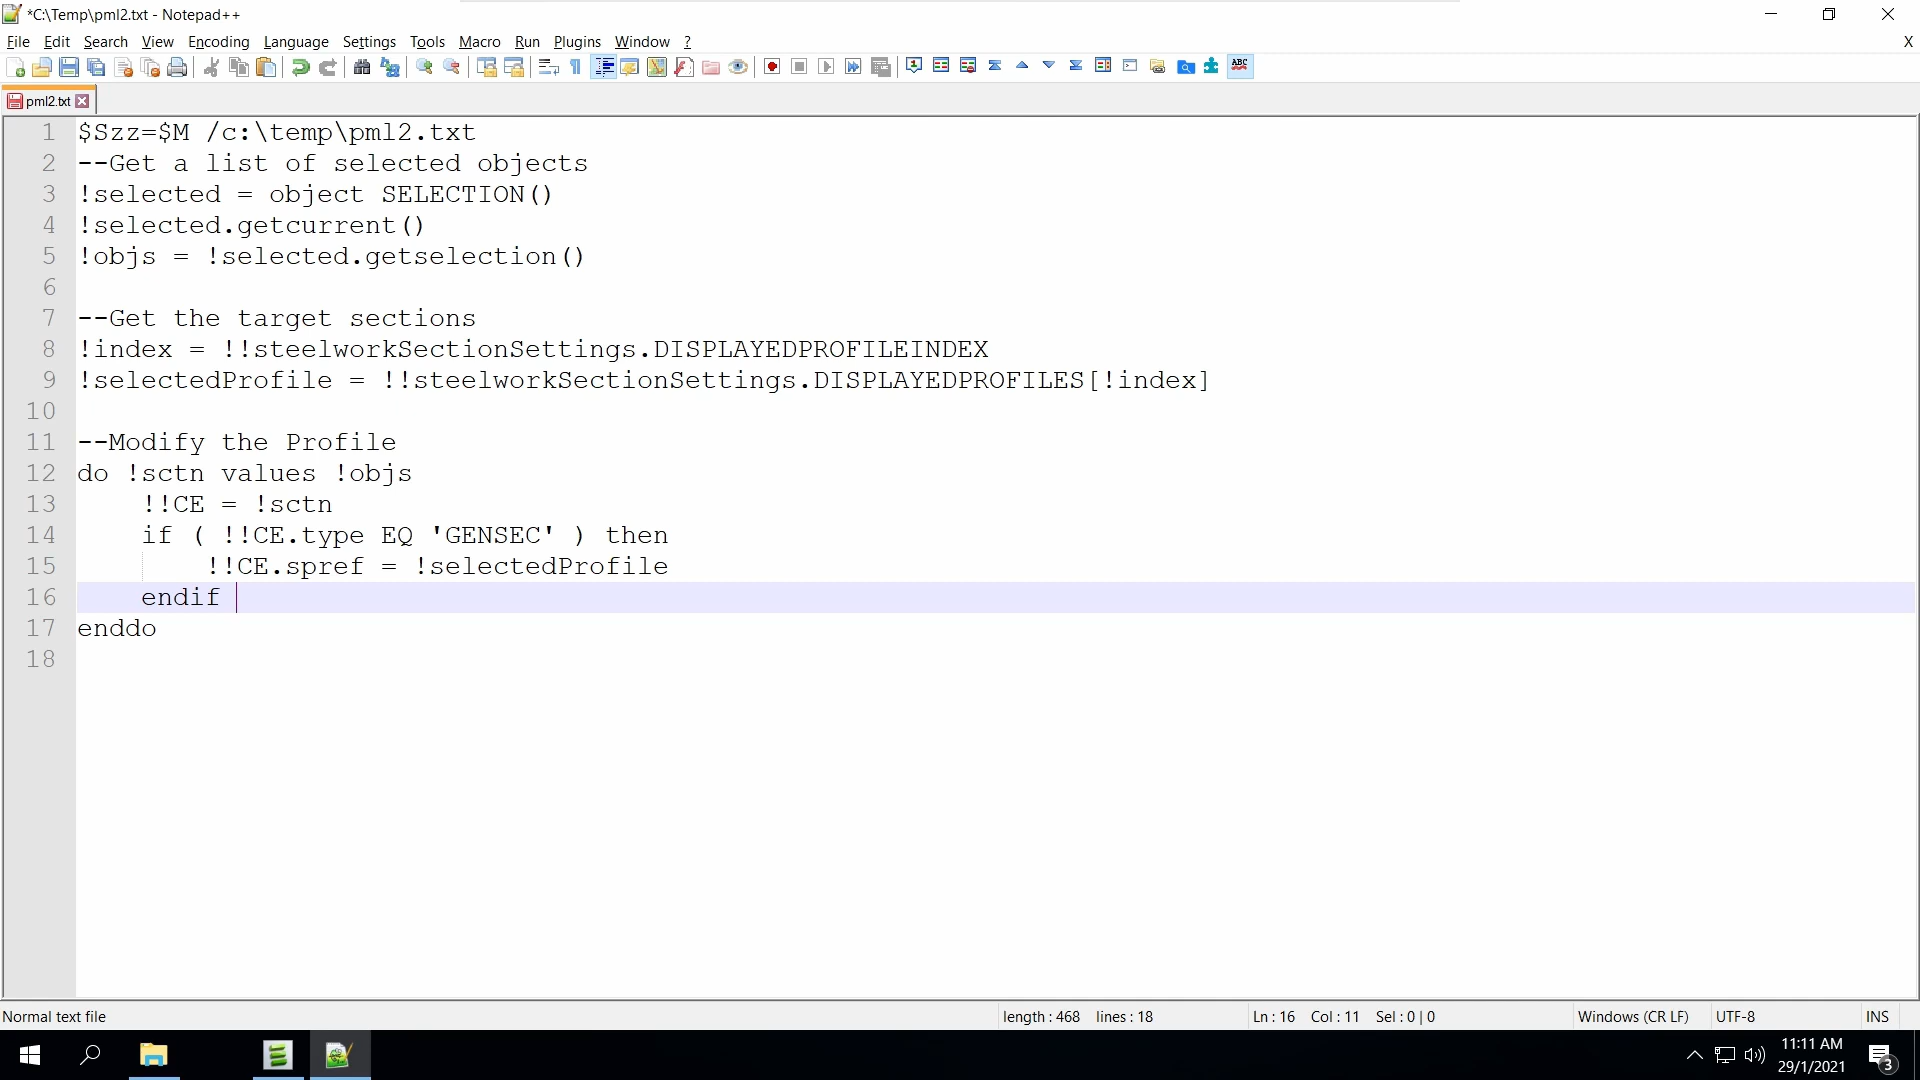 *C:\Temp\pml2.txt - Notepad++
File Edit Search View Encoding Language Settings Tools Macro Run Plugins Window ? X
ABC
pml2.txt
1 $Szz=$M /c:\temp\pml2.txt
2 --Get a list of selected objects
3 !selected = object SELECTION()
4 !selected.getcurrent()
5 !objs = !selected.getselection()
6
7 --Get the target sections
8 !index = !!steelworkSectionSettings.DISPLAYEDPROFILEINDEX
9 !selectedProfile = !!steelworkSectionSettings.DISPLAYEDPROFILES[!index]
10
11 --Modify the Profile
12 do !sctn values !objs
13 !!CE = !sctn
14 if ( !!CE.type EQ 'GENSEC' ) then
15 !!CE.spref = !selectedProfile
16 endif
17 enddo
18
Normal text file length : 468 lines : 18 Ln : 16 Col : 11 Sel : 0 | 0 Windows (CR LF) UTF-8 INS
11:11 AM
29/1/2021
3